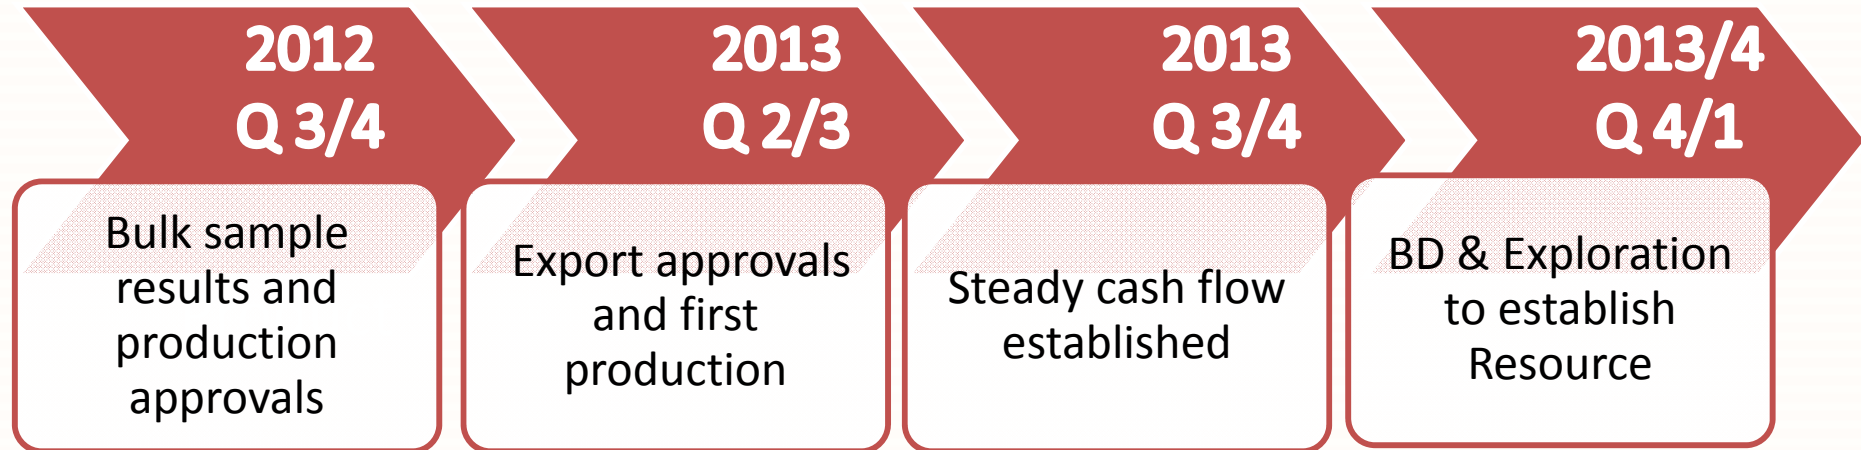 2012
Q 3/4
Bulk sample
results and
production
approvals
2013
Q 2/3
Export approvals
and first
production
2013
Q 3/4
Steady cash flow
established
2013/4
Q 4/1
BD & Exploration
to establish
Resource